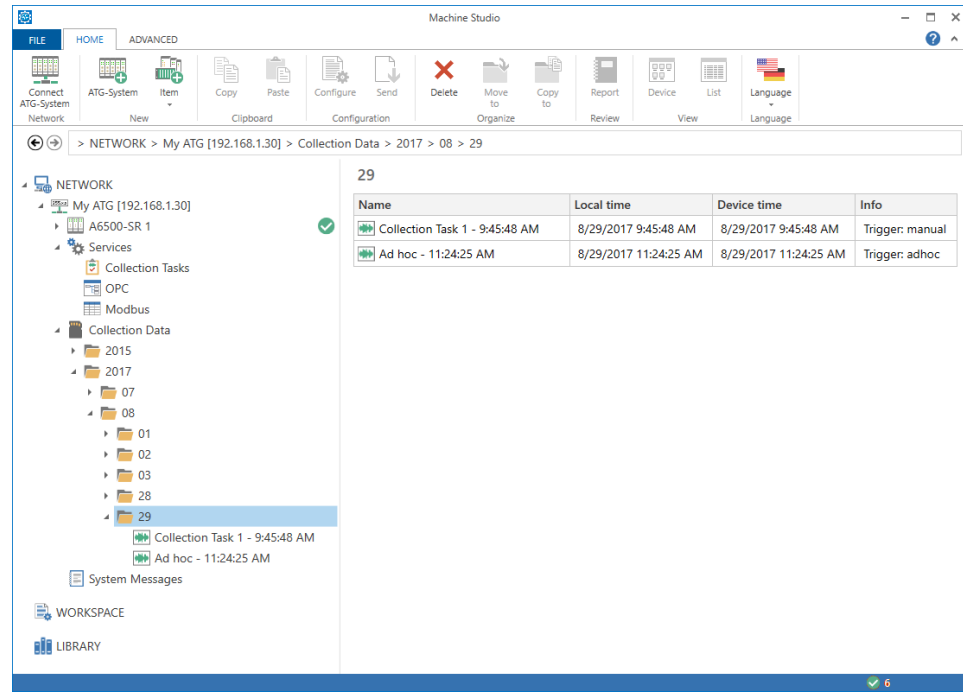 Machine Studio
FILE HOME ADVANCED
Connect ATG-System Item Copy Paste Configure Send Delete Move Copy Report Device List Language
ATG-System to to
Network New Clipboard Configuration Organize Review View Language
> NETWORK > My ATG [192.168.1.30] > Collection Data > 2017 > 08 > 29
NETWORK
My ATG [192.168.1.30]
A6500-SR 1
Services
Collection Tasks
OPC
Modbus
Collection Data
2015
2017
07
08
01
02
03
28
29
Collection Task 1 - 9:45:48 AM
Ad hoc - 11:24:25 AM
System Messages
WORKSPACE
LIBRARY
29
Name Local time Device time Info
Collection Task 1 - 9:45:48 AM 8/29/2017 9:45:48 AM 8/29/2017 9:45:48 AM Trigger: manual
Ad hoc - 11:24:25 AM 8/29/2017 11:24:25 AM 8/29/2017 11:24:25 AM Trigger: adhoc
6